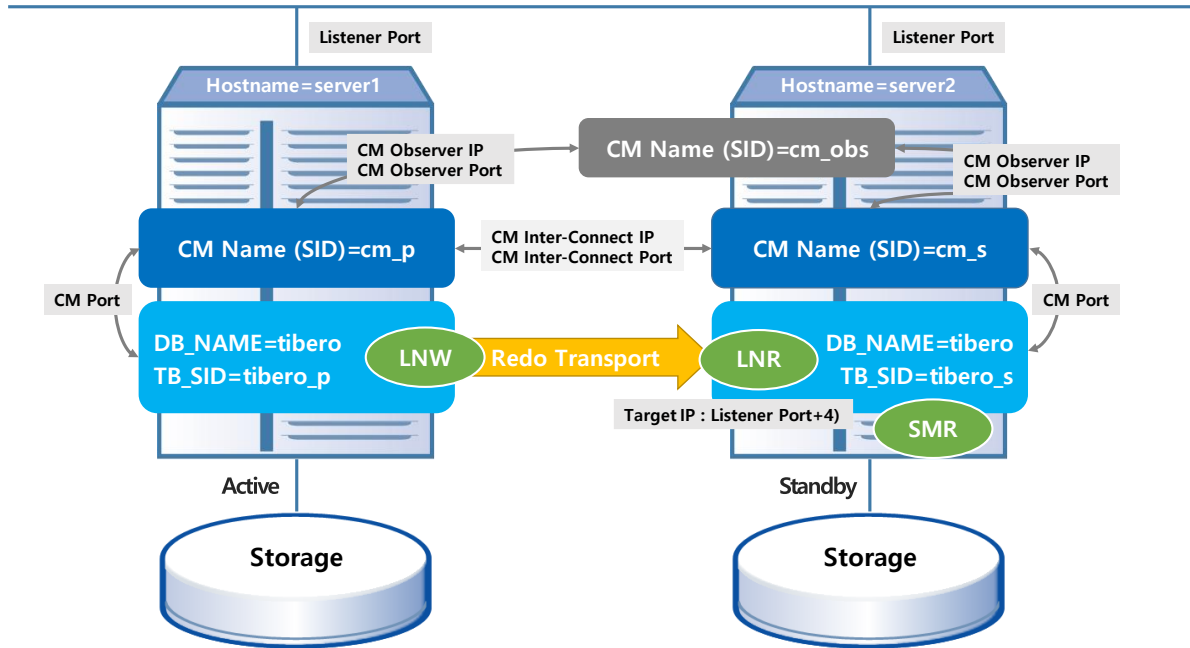 Listener Port
Listener Port
Hostname=server1
Hostname=server2
CM Observer IP
CM Observer Port
CM Name (SID)=cm_obs
CM Observer IP
CM Observer Port
CM Name (SID)=cm_p
CM Inter-Connect IP
CM Inter-Connect Port
CM Name (SID)=cm_s
CM Port
CM Port
DB_NAME=tibero
TB_SID=tibero_p
LNW
Redo Transport
LNR
DB_NAME=tibero
TB_SID=tibero_s
Target IP : Listener Port+4)
SMR
Active
Standby
Storage
Storage